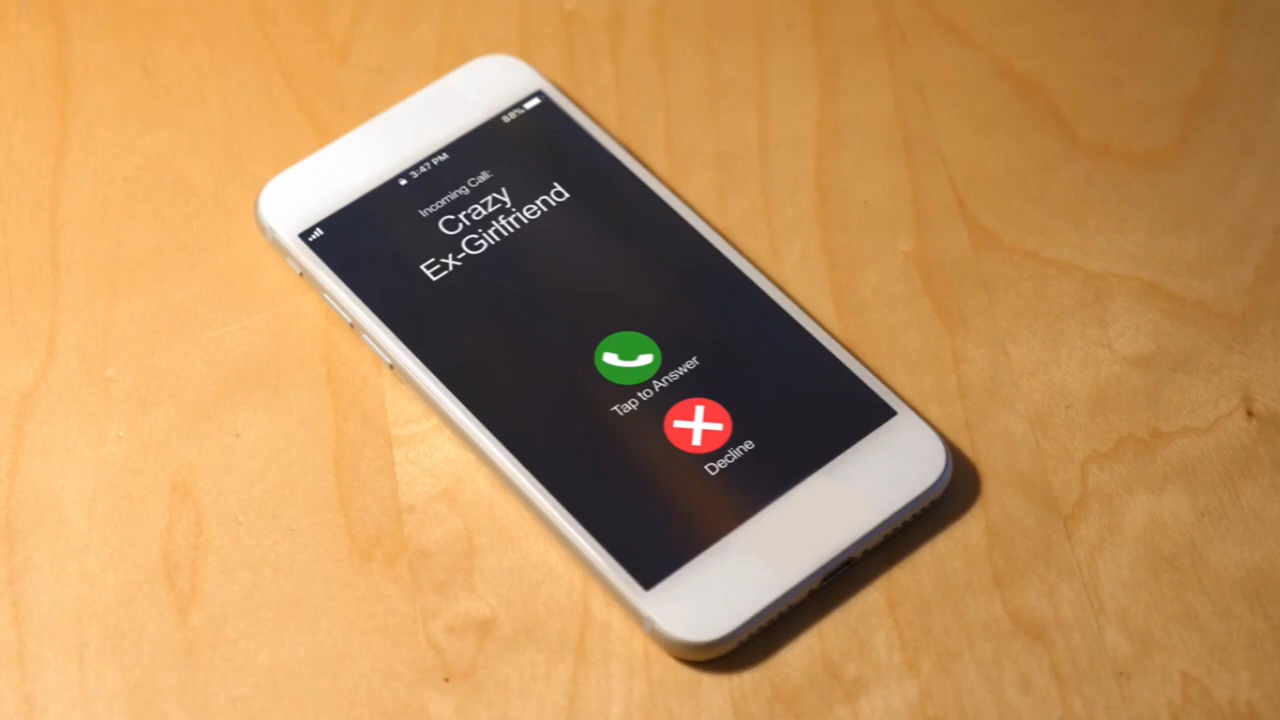 88%
3:47 PM
Incoming Call:
Crazy
Ex-Girlfriend
Tap to Answer
Decline